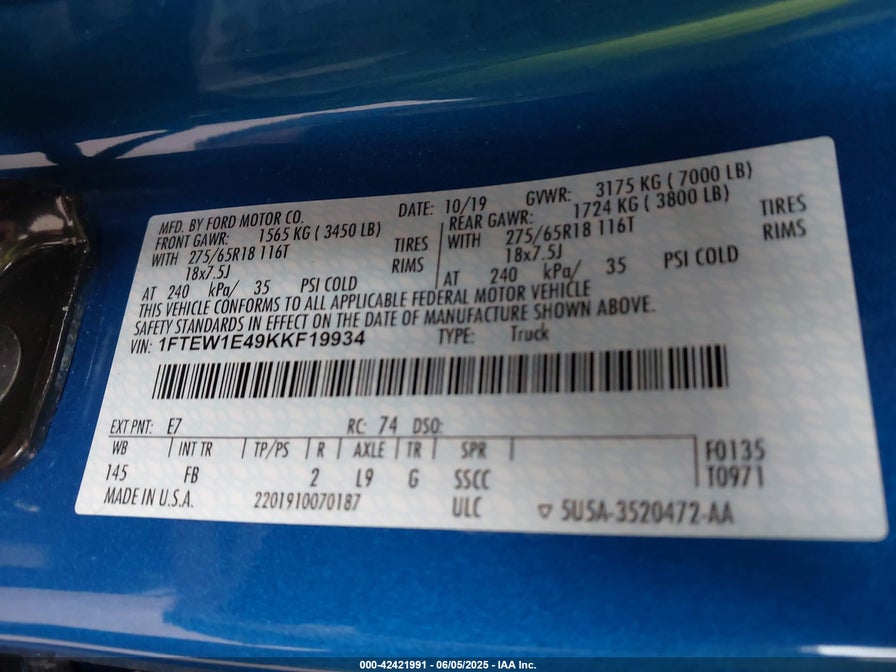 MFD. BY FORD MOTOR CO. DATE: 10/19 GVWR: 3175 KG ( 7000 LB)
FRONT GAWR: 1565 KG ( 3450 LB) REAR GAWR: 1724 KG ( 3800 LB)
WITH 275/65R18 116T TIRES WITH 275/65R18 116T TIRES
18x7.5J RIMS 18x7.5J RIMS
AT 240 kPa/ 35 PSI COLD AT 240 kPa/ 35 PSI COLD
THIS VEHICLE CONFORMS TO ALL APPLICABLE FEDERAL MOTOR VEHICLE
SAFETY STANDARDS IN EFFECT ON THE DATE OF MANUFACTURE SHOWN ABOVE.
VIN: 1FTEW1E49KKF19934 TYPE: Truck
EXT PNT: E7 RC: 74 DSO:
WB INT TR TP/PS R AXLE TR SPR F0135
145 FB 2 L9 G SSCC T0971
MADE IN U.S.A. 2201910070187 ULC ▽ 5U5A-3520472-AA
000-42421991 - 06/05/2025 - IAA Inc.